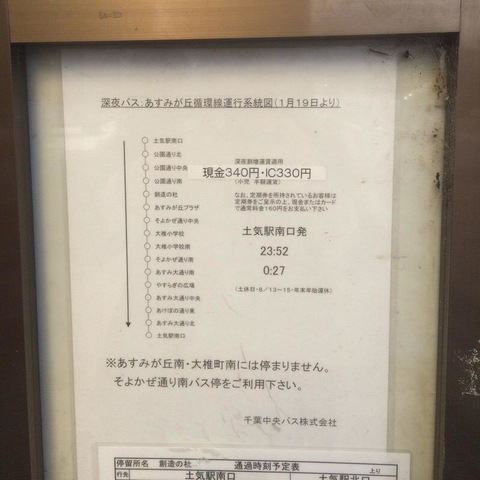 深夜バス:あすみが丘循環線運行系統図(1月19日より)
土気駅南口
公園通り北
公園通り中央
公園通り南
創造の杜
あすみが丘プラザ
そよかぜ通り中央
大椎小学校
大椎小学校南
そよかぜ通り南
あすみ大通り南
やすらぎの広場
あすみ大通り中央
あけぼの通り東
あすみ大通り北
土気駅南口
深夜割増運賃適用
現金340円・IC330円
(小児 半額運賃)
なお、定期券を所持されているお客様は
定期券をご呈示の上、現金またはカード
で通常料金160円をお支払い下さい
土気駅南口発
23:52
0:27
(土休日・8/13~15・年末年始運休)
※あすみが丘南・大椎町南には停まりません。
そよかぜ通り南バス停をご利用下さい。
千葉中央バス株式会社
停留所名 創造の杜 通過時刻予定表 上り
行先 土気駅南口 土気駅北口